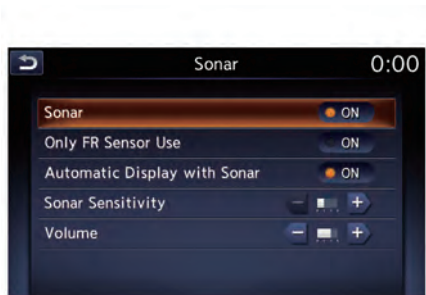 Sonar 0:00
Sonar ON
Only FR Sensor Use ON
Automatic Display with Sonar ON
Sonar Sensitivity - +
Volume - +